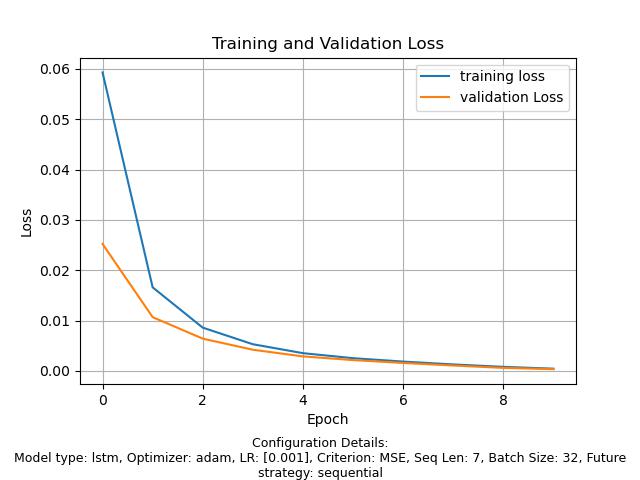 Training and Validation Loss
training loss
validation Loss
0.06
0.05
0.04
0.03
0.02
0.01
0.00
Loss
0 2 4 6 8
Epoch
Configuration Details:
Model type: lstm, Optimizer: adam, LR: [0.001], Criterion: MSE, Seq Len: 7, Batch Size: 32, Future
strategy: sequential